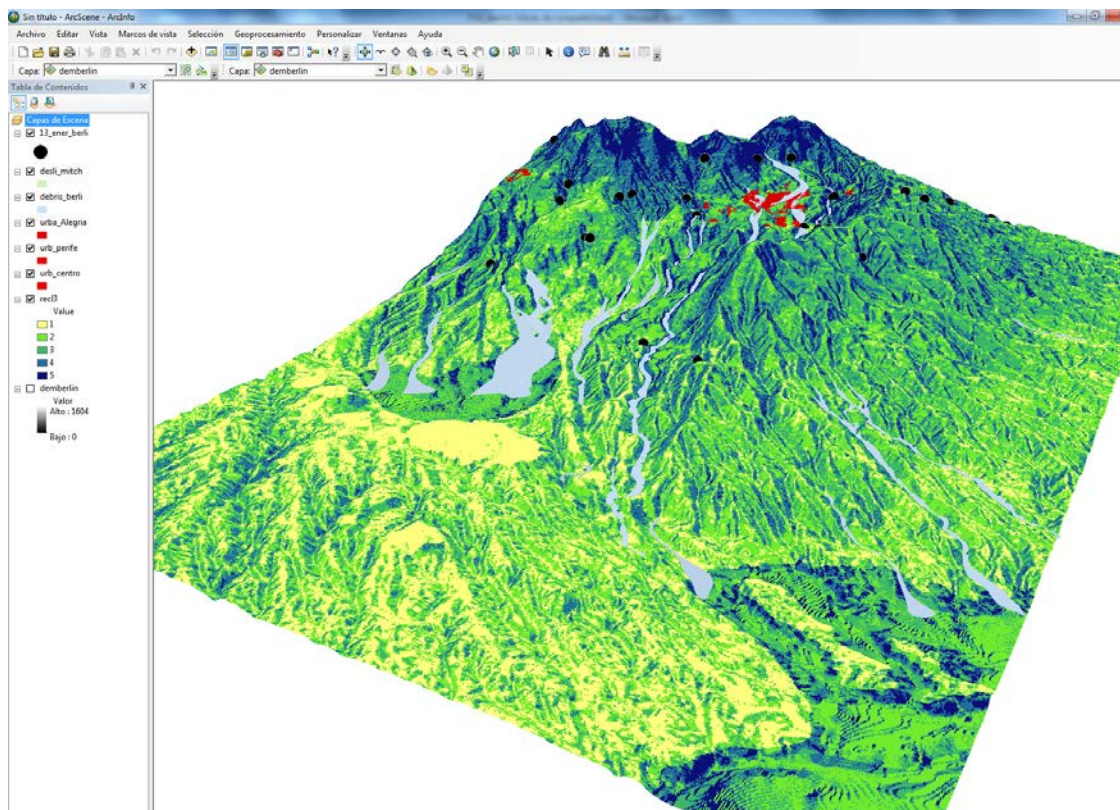 Sin título - ArcScene - ArcInfo
Archivo Editar Vista Marcos de vista Selección Geoprocesamiento Personalizar Ventanas Ayuda
Capa: demberlin Capa: demberlin
Tabla de Contenidos
Capas de Escena
13_ener_berli
desli_mitch
debris_berli
urba_Alegria
urb_perife
urb_centro
recl3
Value
1
2
3
4
5
demberlin
Valor
Alto : 1604
Bajo : 0